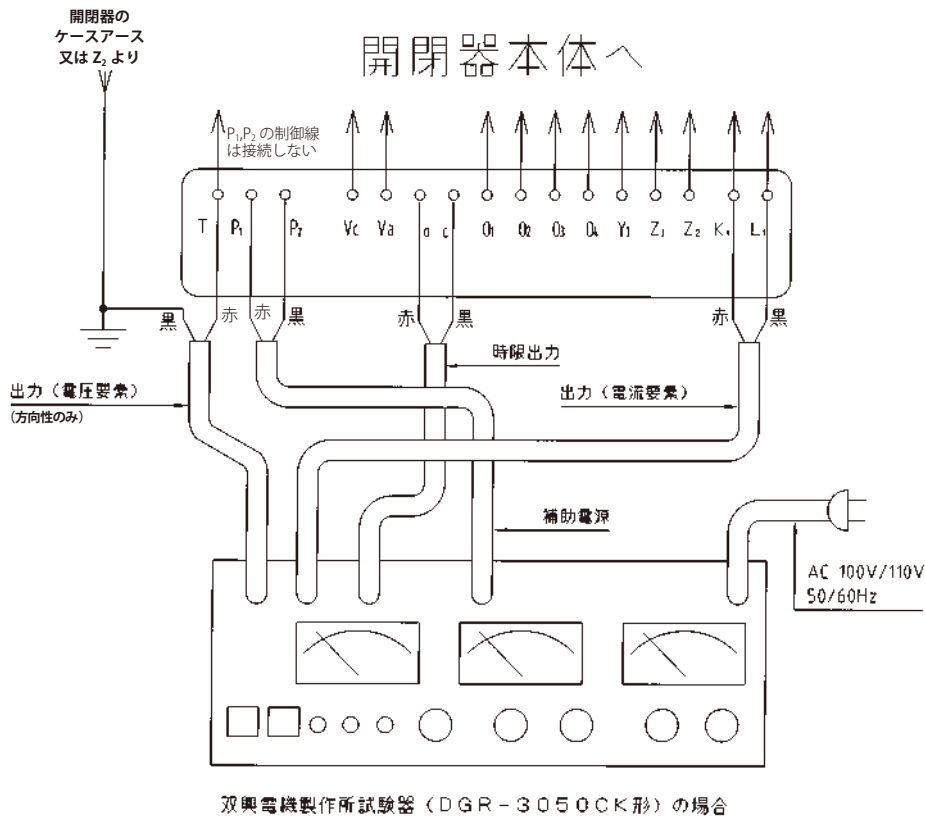 開閉器の
ケースアース
又は Z₂ より
開閉器本体へ
P₁,P₂ の制御線
は接続しない
T P₁ P₂ Vc Va a c O₁ O₂ O₃ O₄ Y₁ Z₁ Z₂ K₁ L₁
黒 赤 赤 黒 赤 黒 赤 黒
時限出力
出力（電圧要素）
(方向性のみ)
出力（電流要素）
補助電源
AC 100V/110V
50/60Hz
双興電機製作所試験器（DGR-3050CK形）の場合